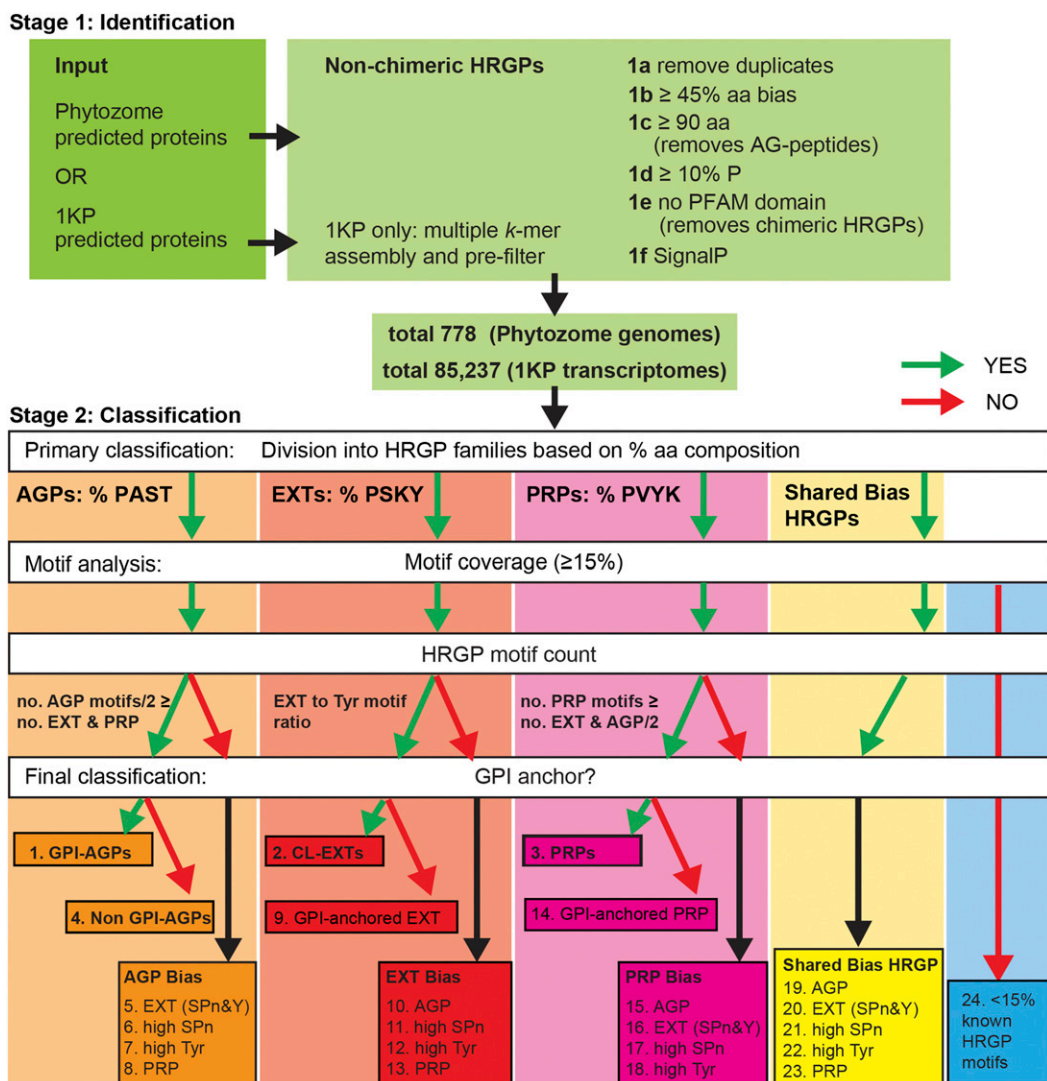 Stage 1: Identification
Input
Phytozome
predicted proteins
OR
1KP
predicted proteins
Non-chimeric HRGPs
1KP only: multiple k-mer
assembly and pre-filter
1a remove duplicates
1b ≥ 45% aa bias
1c ≥ 90 aa
(removes AG-peptides)
1d ≥ 10% P
1e no PFAM domain
(removes chimeric HRGPs)
1f SignalP
total 778 (Phytozome genomes)
total 85,237 (1KP transcriptomes)
YES
NO
Stage 2: Classification
Primary classification: Division into HRGP families based on % aa composition
AGPs: % PAST
EXTs: % PSKY
PRPs: % PVYK
Shared Bias
HRGPs
Motif analysis: Motif coverage (≥15%)
HRGP motif count
no. AGP motifs/2 ≥
no. EXT & PRP
EXT to Tyr motif
ratio
no. PRP motifs ≥
no. EXT & AGP/2
Final classification: GPI anchor?
1. GPI-AGPs
4. Non GPI-AGPs
2. CL-EXTs
9. GPI-anchored EXT
3. PRPs
14. GPI-anchored PRP
AGP Bias
5. EXT (SPn&Y)
6. high SPn
7. high Tyr
8. PRP
EXT Bias
10. AGP
11. high SPn
12. high Tyr
13. PRP
PRP Bias
15. AGP
16. EXT (SPn&Y)
17. high SPn
18. high Tyr
Shared Bias HRGP
19. AGP
20. EXT (SPn&Y)
21. high SPn
22. high Tyr
23. PRP
24. <15%
known
HRGP
motifs